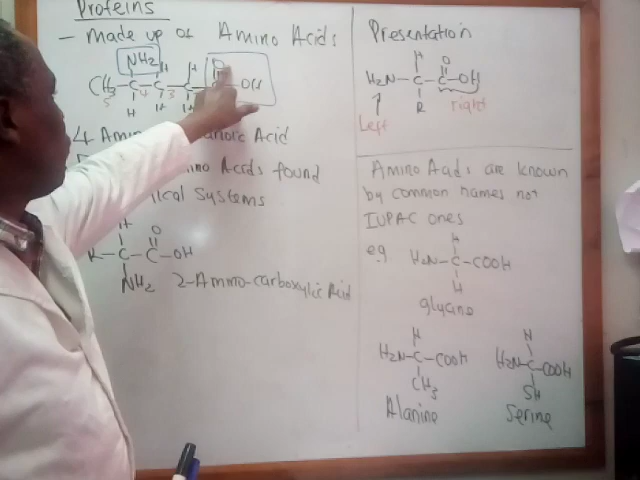 Proteins
- Made up of Amino Acids
NH2 H H O
CH3-C-C-C-C-OH
5 4 3
H H H
4 Amino Acid
Acids found
Systems
H O
R-C-C-OH
NH2 2-Amino-carboxylic Acid
Presentation
H O
H2N-C-C-OH
R right
Left
Amino Acids are known
by common names not
IUPAC ones
e.g
H
H2N-C-COOH
H
glycine
H
H2N-C-COOH
CH3
Alanine
H
H2N-C-COOH
SH
Serine